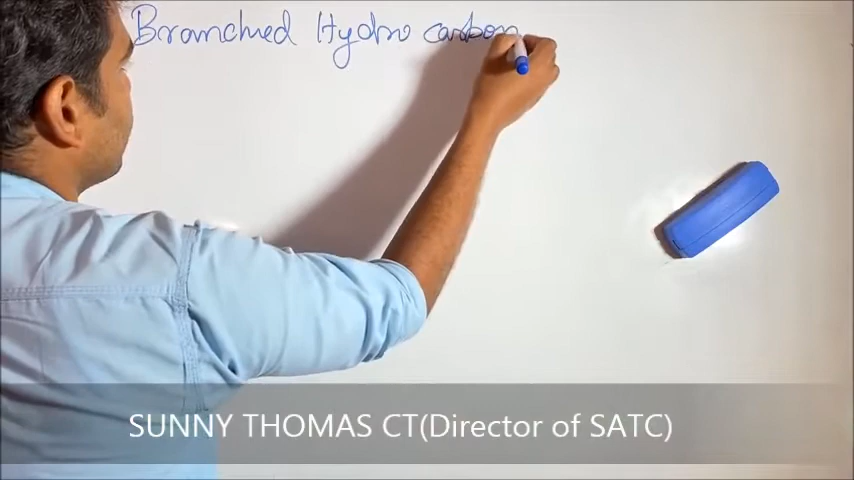 Branched Hydro carbon
SUNNY THOMAS CT(Director of SATC)